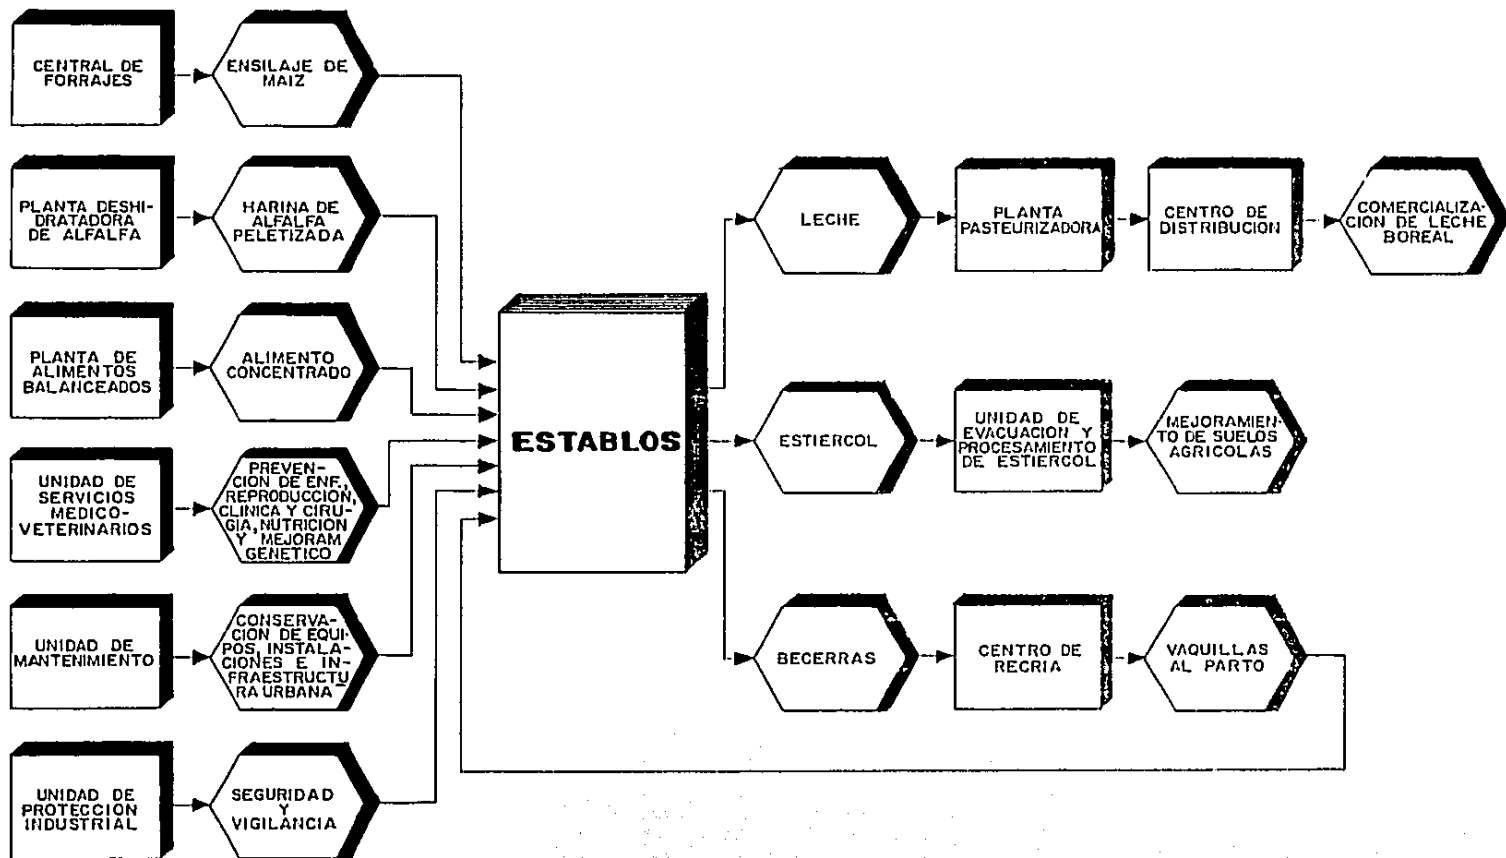 CENTRAL DE
FORRAJES
ENSILAJE DE
MAIZ
PLANTA DESHI-
DRATADORA
DE ALFALFA
HARINA DE
ALFALFA
PELETIZADA
PLANTA DE
ALIMENTOS
BALANCEADOS
ALIMENTO
CONCENTRADO
UNIDAD DE
SERVICIOS
MEDICO-
VETERINARIOS
PREVEN-
CION DE ENF.,
REPRODUCCION,
CLINICA Y CIRU-
GIA, NUTRICION
Y MEJORAM
GENETICO
UNIDAD DE
MANTENIMIENTO
CONSERVA-
CION DE EQUI-
POS, INSTALA-
CIONES E IN-
FRAESTRUCTU
RA URBANA
UNIDAD DE
PROTECCION
INDUSTRIAL
SEGURIDAD
Y
VIGILANCIA
ESTABLOS
LECHE
PLANTA
PASTEURIZADORA
CENTRO DE
DISTRIBUCION
COMERCIALIZA-
CION DE LECHE
BOREAL
ESTIERCOL
UNIDAD DE
EVACUACION Y
PROCESAMIENTO
DE ESTIERCOL
MEJORAMIEN-
TO DE SUELOS
AGRICOLAS
BECERRAS
CENTRO DE
RECRIA
VAQUILLAS
AL PARTO